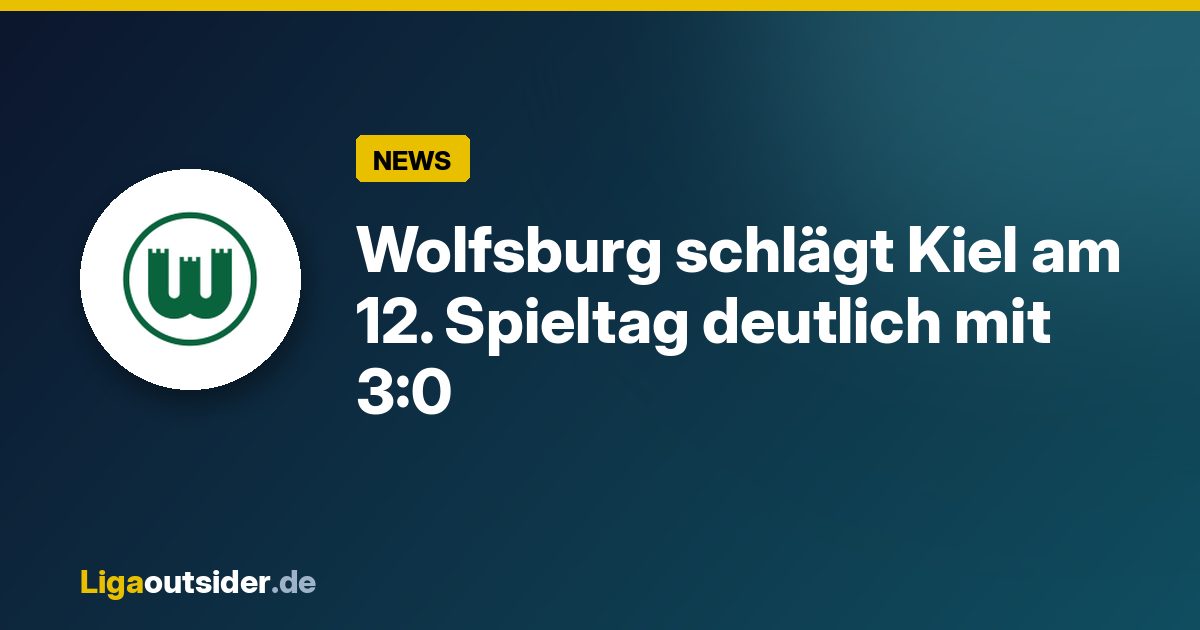 NEWS
W
Wolfsburg schlägt Kiel am
12. Spieltag deutlich mit
3:0
Ligaoutsider.de